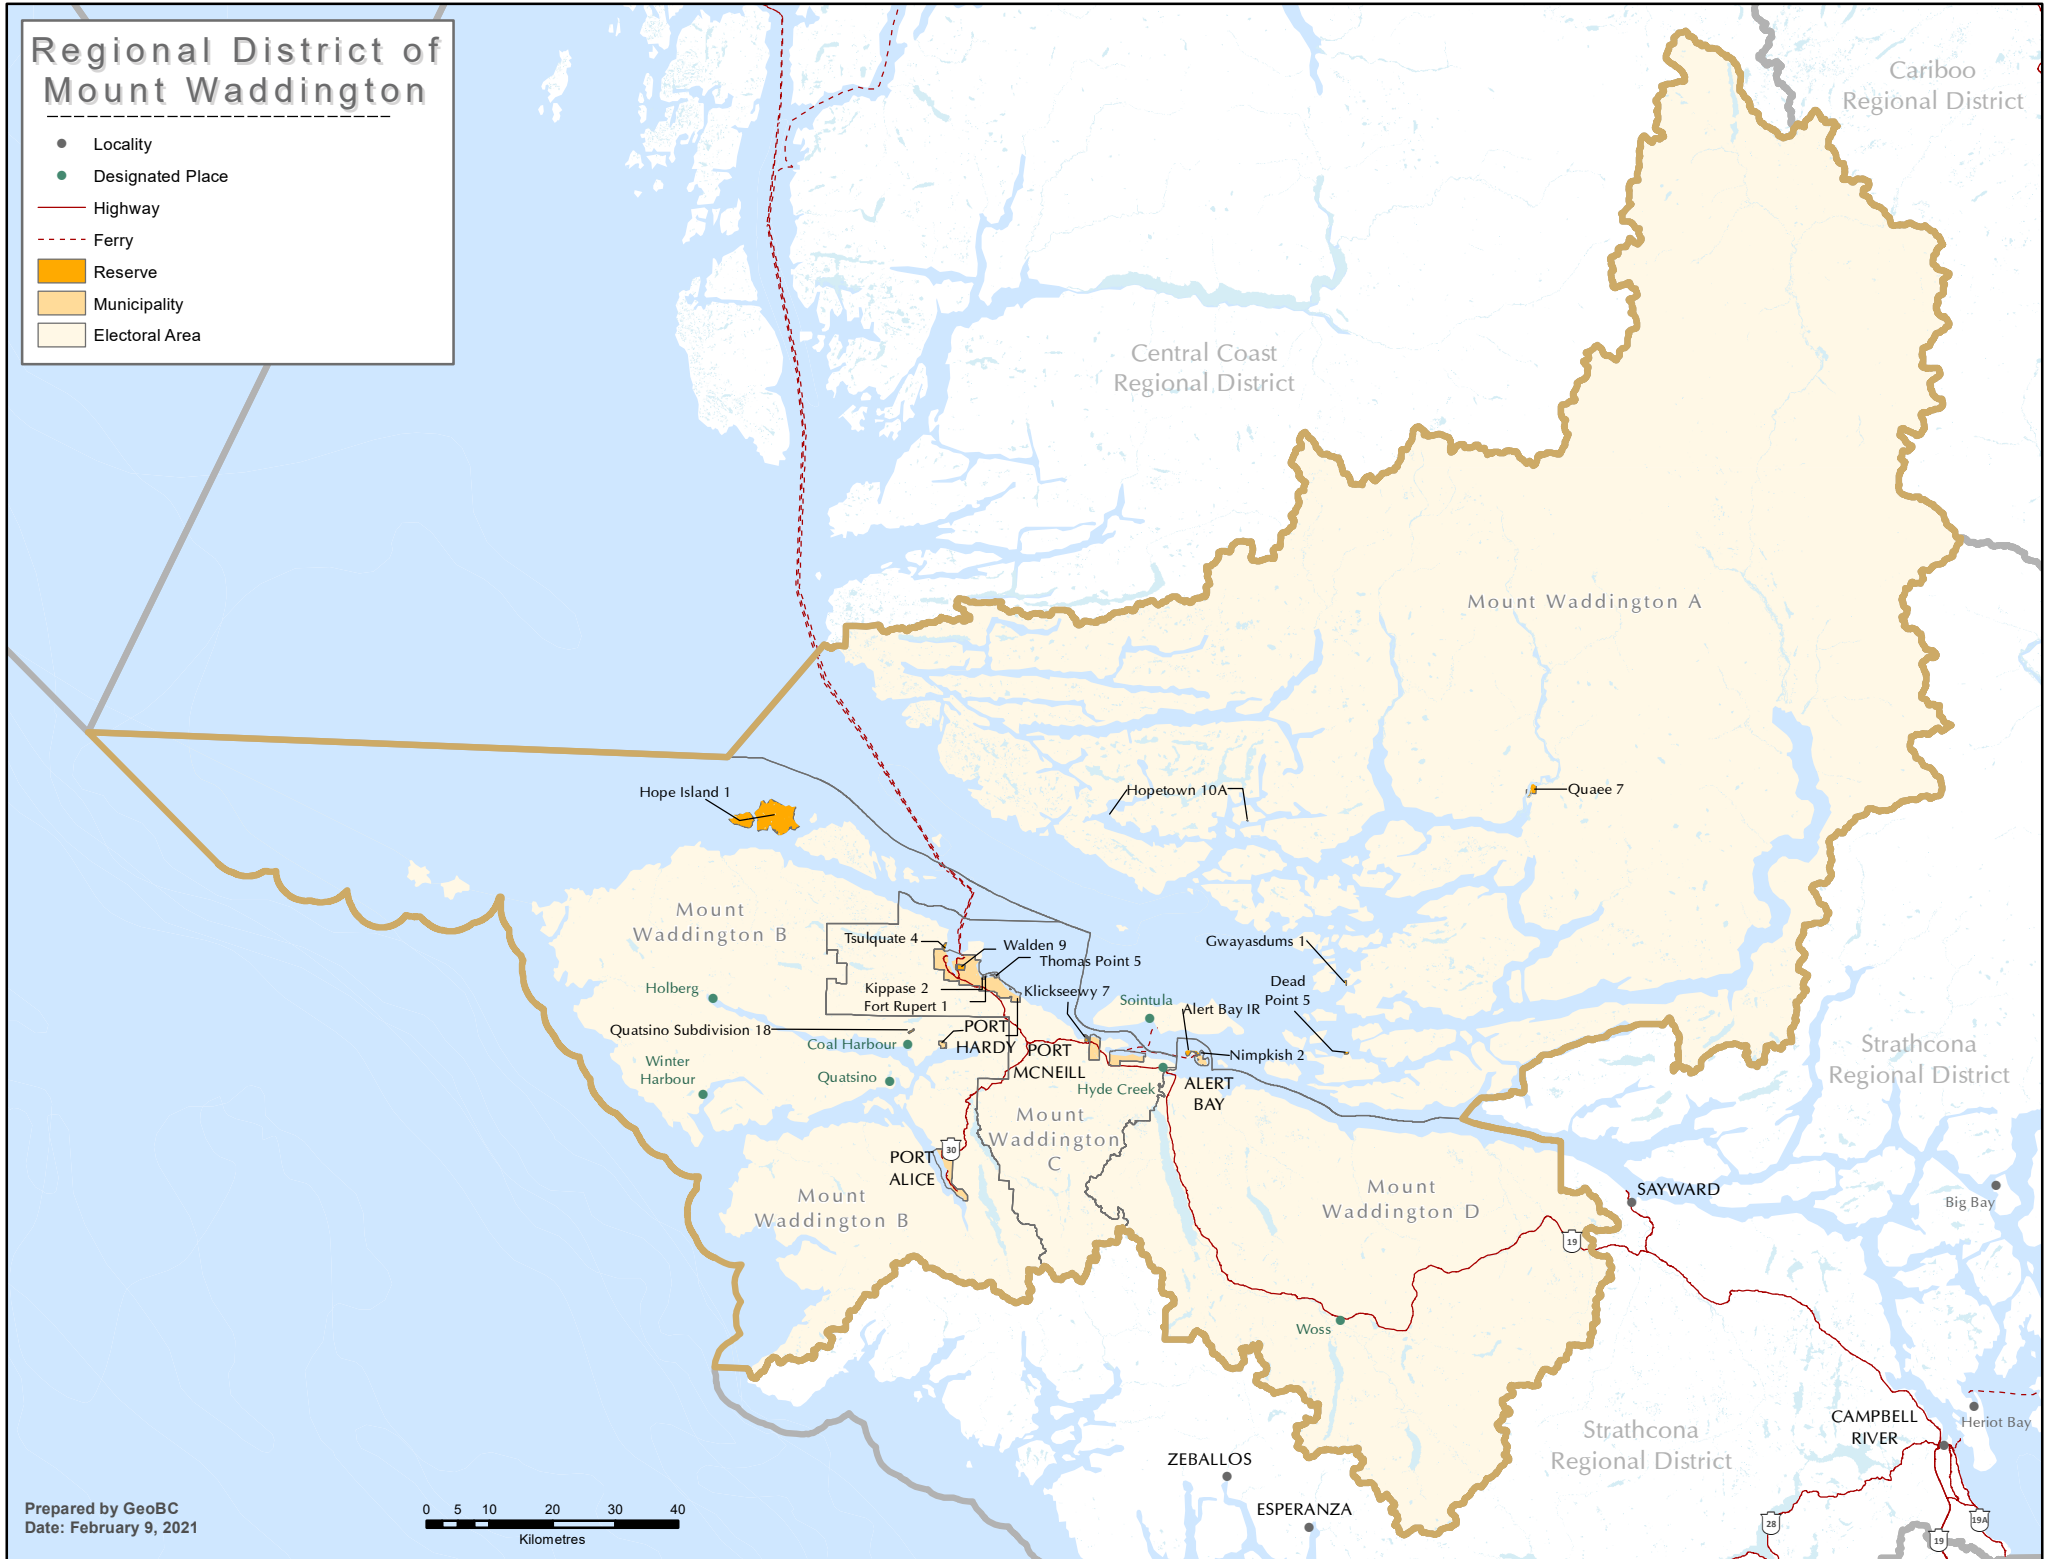 Regional District of
Mount Waddington
Locality
Designated Place
Highway
Ferry
Reserve
Municipality
Electoral Area
Cariboo
Regional District
Central Coast
Regional District
Mount Waddington A
Hope Island 1
Hopetown 10A
Quaee 7
Mount
Waddington B
Tsulquate 4
Walden 9
Thomas Point 5
Gwayasdums 1
Dead
Point 5
Holberg
Kippase 2
Fort Rupert 1
Klickseewy 7
Sointula
Alert Bay IR
Quatsino Subdivision 18
Coal Harbour
PORT
HARDY
PORT
MCNEILL
Nimpkish 2
Winter
Harbour
Quatsino
Hyde Creek
ALERT
BAY
Strathcona
Regional District
Mount
Waddington
C
30
PORT
ALICE
Mount
Waddington B
Mount
Waddington D
SAYWARD
Big Bay
19
Woss
CAMPBELL
RIVER
Heriot Bay
Strathcona
Regional District
ZEBALLOS
ESPERANZA
28
19
19A
Prepared by GeoBC
Date: February 9, 2021
0 5 10 20 30 40
Kilometres